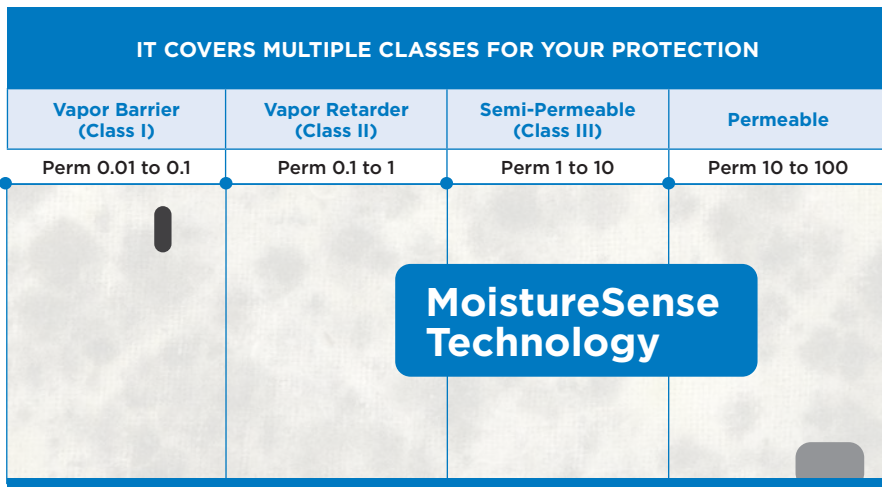 IT COVERS MULTIPLE CLASSES FOR YOUR PROTECTION
Vapor Barrier
(Class I)
Vapor Retarder
(Class II)
Semi-Permeable
(Class III)
Permeable
Perm 0.01 to 0.1
Perm 0.1 to 1
Perm 1 to 10
Perm 10 to 100
MoistureSense
Technology